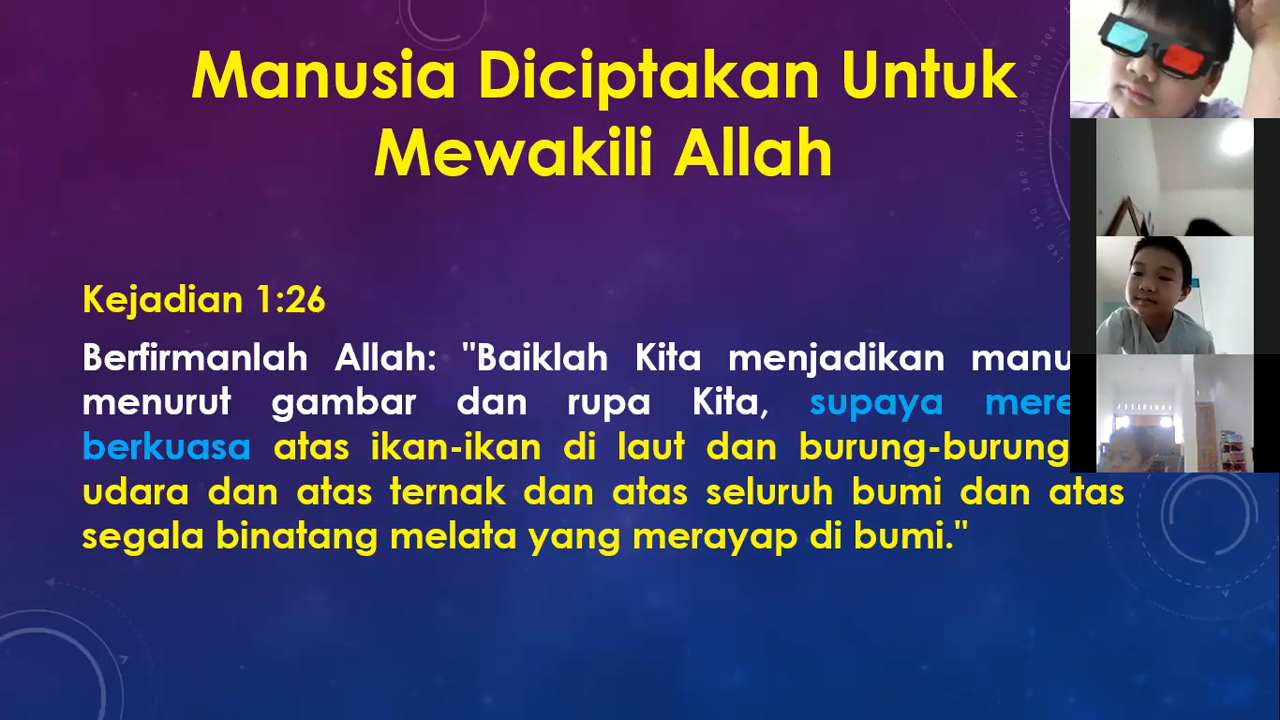 Manusia Diciptakan Untuk
Mewakili Allah
Kejadian 1:26
Berfirmanlah Allah: "Baiklah Kita menjadikan manu
menurut gambar dan rupa Kita, supaya mere
berkuasa atas ikan-ikan di laut dan burung-burung
udara dan atas ternak dan atas seluruh bumi dan atas
segala binatang melata yang merayap di bumi."